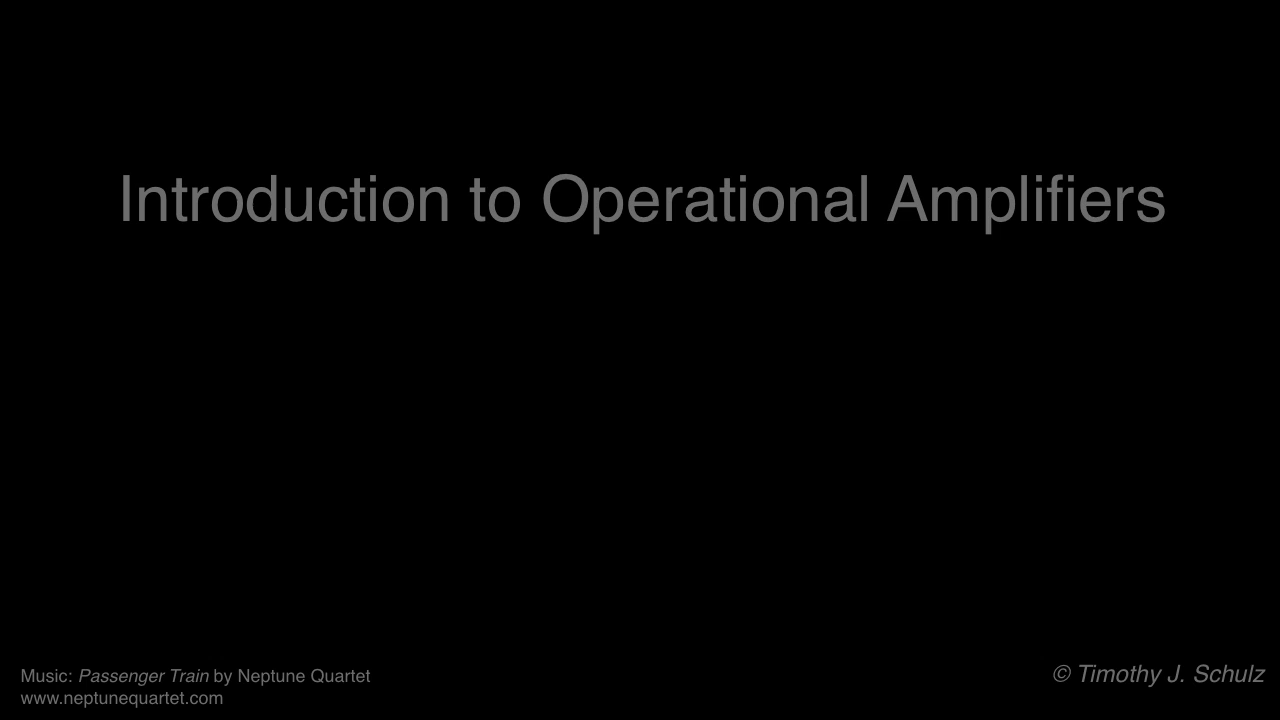 Introduction to Operational Amplifiers
Music: Passenger Train by Neptune Quartet
www.neptunequartet.com
© Timothy J. Schulz